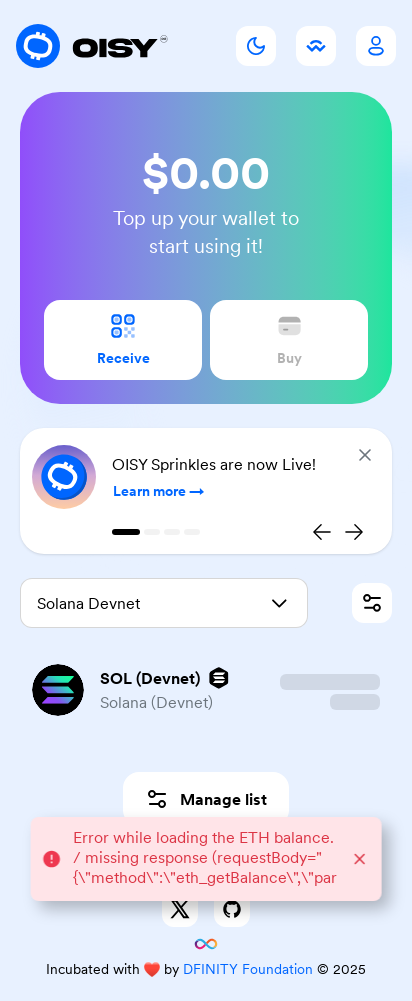 OISY
$0.00
Top up your wallet to
start using it!
Receive
Buy
OISY Sprinkles are now Live!
Learn more
Solana Devnet
SOL (Devnet)
Solana (Devnet)
Manage list
Error while loading the ETH balance.
/ missing response (requestBody="
{\"method\":\"eth_getBalance\",\"par
Incubated with ❤️ by DFINITY Foundation © 2025